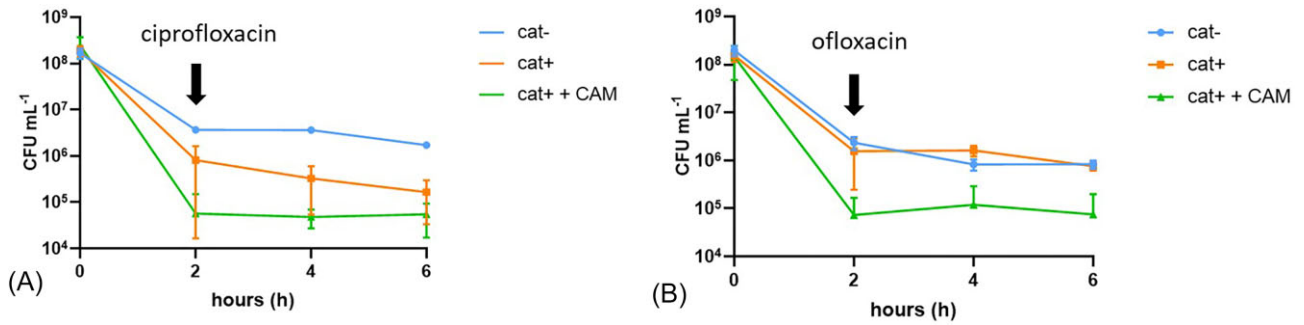 10⁹
10⁸
10⁷
10⁶
10⁵
10⁴
CFU mL⁻¹
ciprofloxacin
0
2
4
6
hours (h)
cat-
cat+
cat+ + CAM
(A)
10⁹
10⁸
10⁷
10⁶
10⁵
10⁴
CFU mL⁻¹
ofloxacin
0
2
4
6
hours (h)
cat-
cat+
cat+ + CAM
(B)